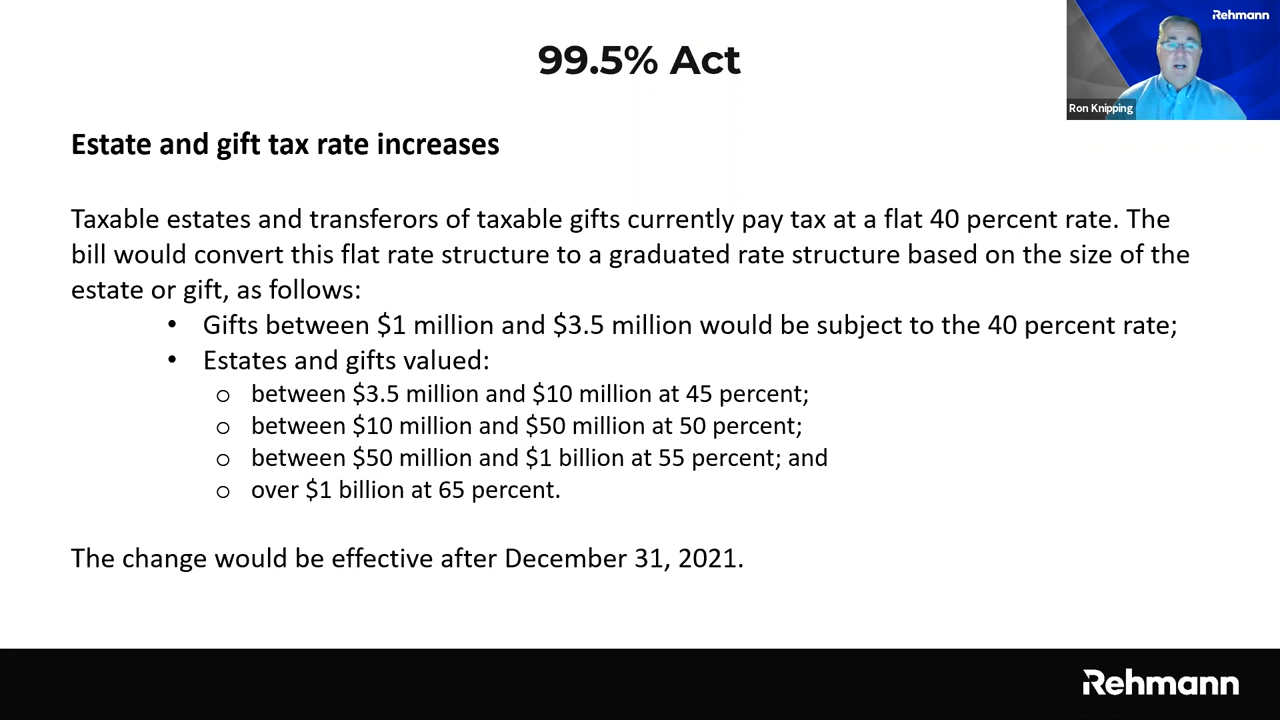 99.5% Act
Rehmann
Ron Knipping
Estate and gift tax rate increases
Taxable estates and transferors of taxable gifts currently pay tax at a flat 40 percent rate. The
bill would convert this flat rate structure to a graduated rate structure based on the size of the
estate or gift, as follows:
• Gifts between $1 million and $3.5 million would be subject to the 40 percent rate;
• Estates and gifts valued:
o between $3.5 million and $10 million at 45 percent;
o between $10 million and $50 million at 50 percent;
o between $50 million and $1 billion at 55 percent; and
o over $1 billion at 65 percent.
The change would be effective after December 31, 2021.
Rehmann